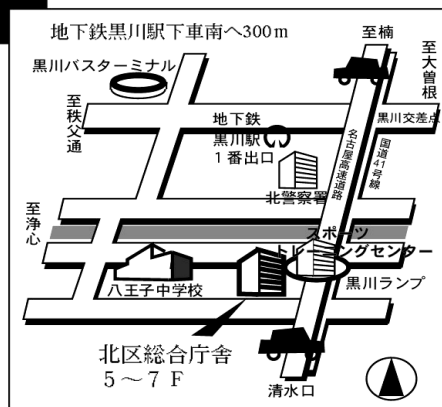 地下鉄黒川駅下車南へ300m
至楠
黒川バスターミナル
至大曽根
至秩父通
地下鉄
黒川駅
1番出口
黒川交差点
名古屋高速道路
国道41号線
北警察署
至浄心
スポーツ
トレーニングセンター
八王子中学校
黒川ランプ
北区総合庁舎
5～7 F
清水口